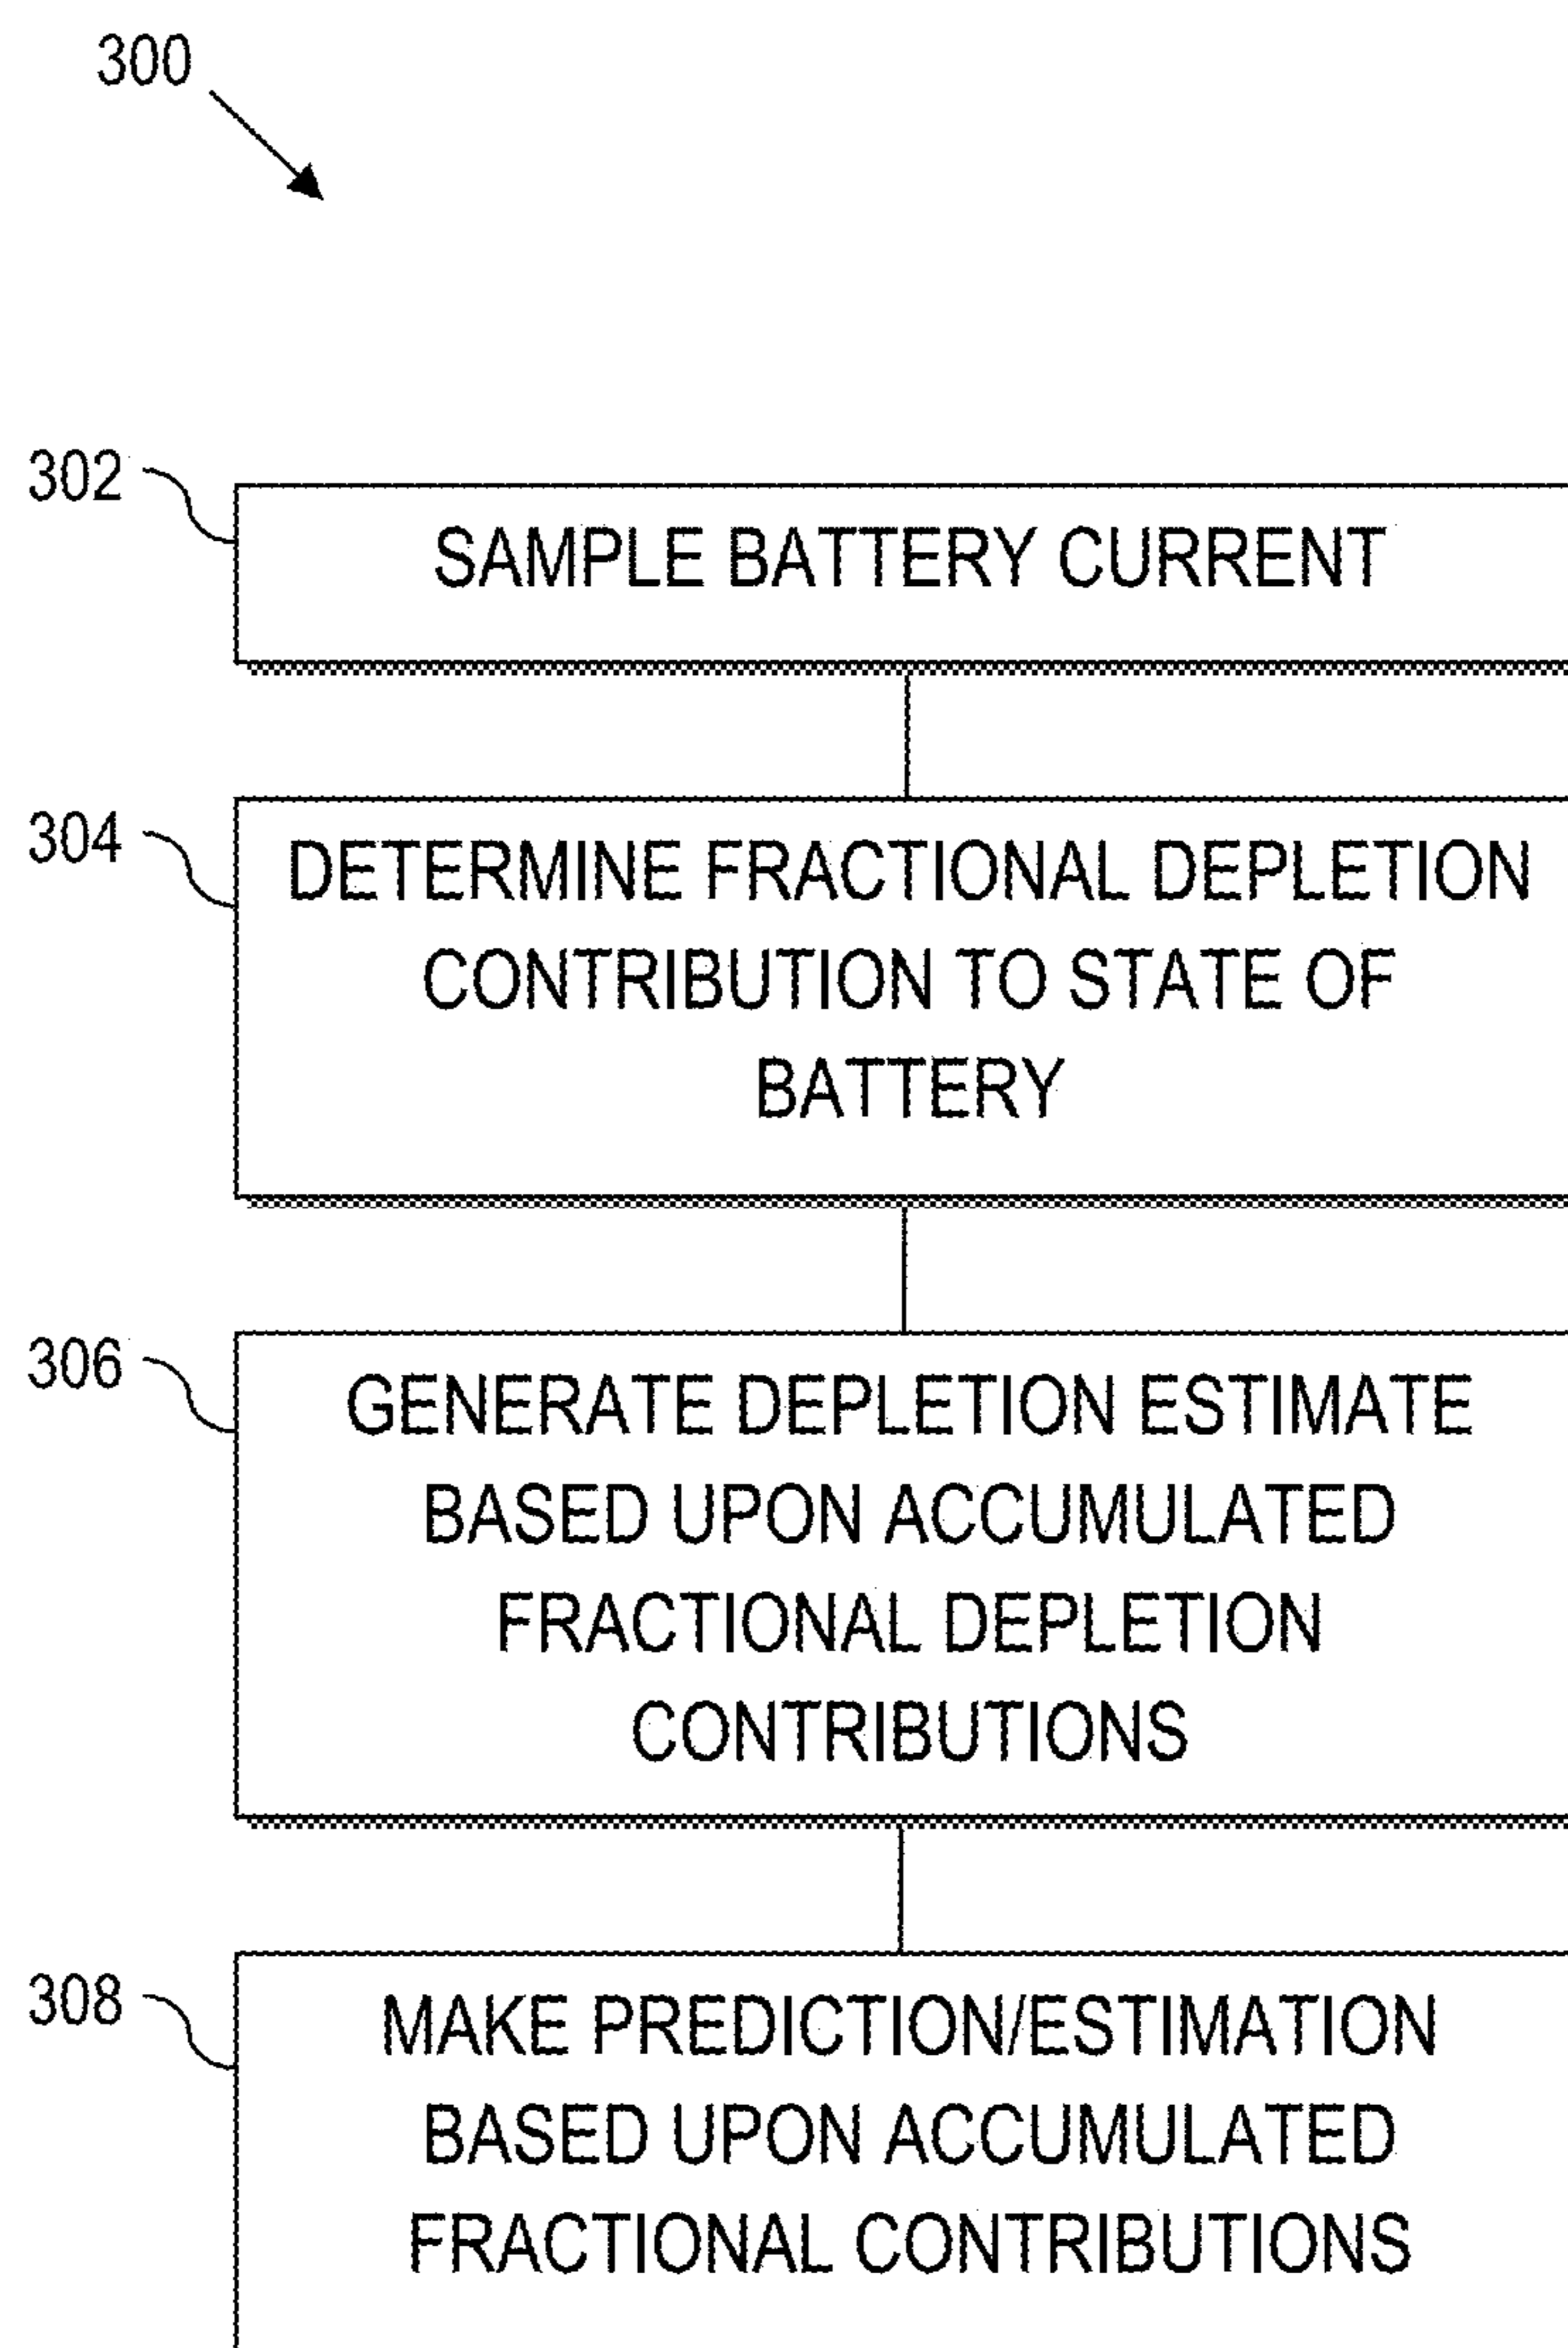 300
302
SAMPLE BATTERY CURRENT
304
DETERMINE FRACTIONAL DEPLETION
CONTRIBUTION TO STATE OF
BATTERY
306
GENERATE DEPLETION ESTIMATE
BASED UPON ACCUMULATED
FRACTIONAL DEPLETION
CONTRIBUTIONS
308
MAKE PREDICTION/ESTIMATION
BASED UPON ACCUMULATED
FRACTIONAL CONTRIBUTIONS